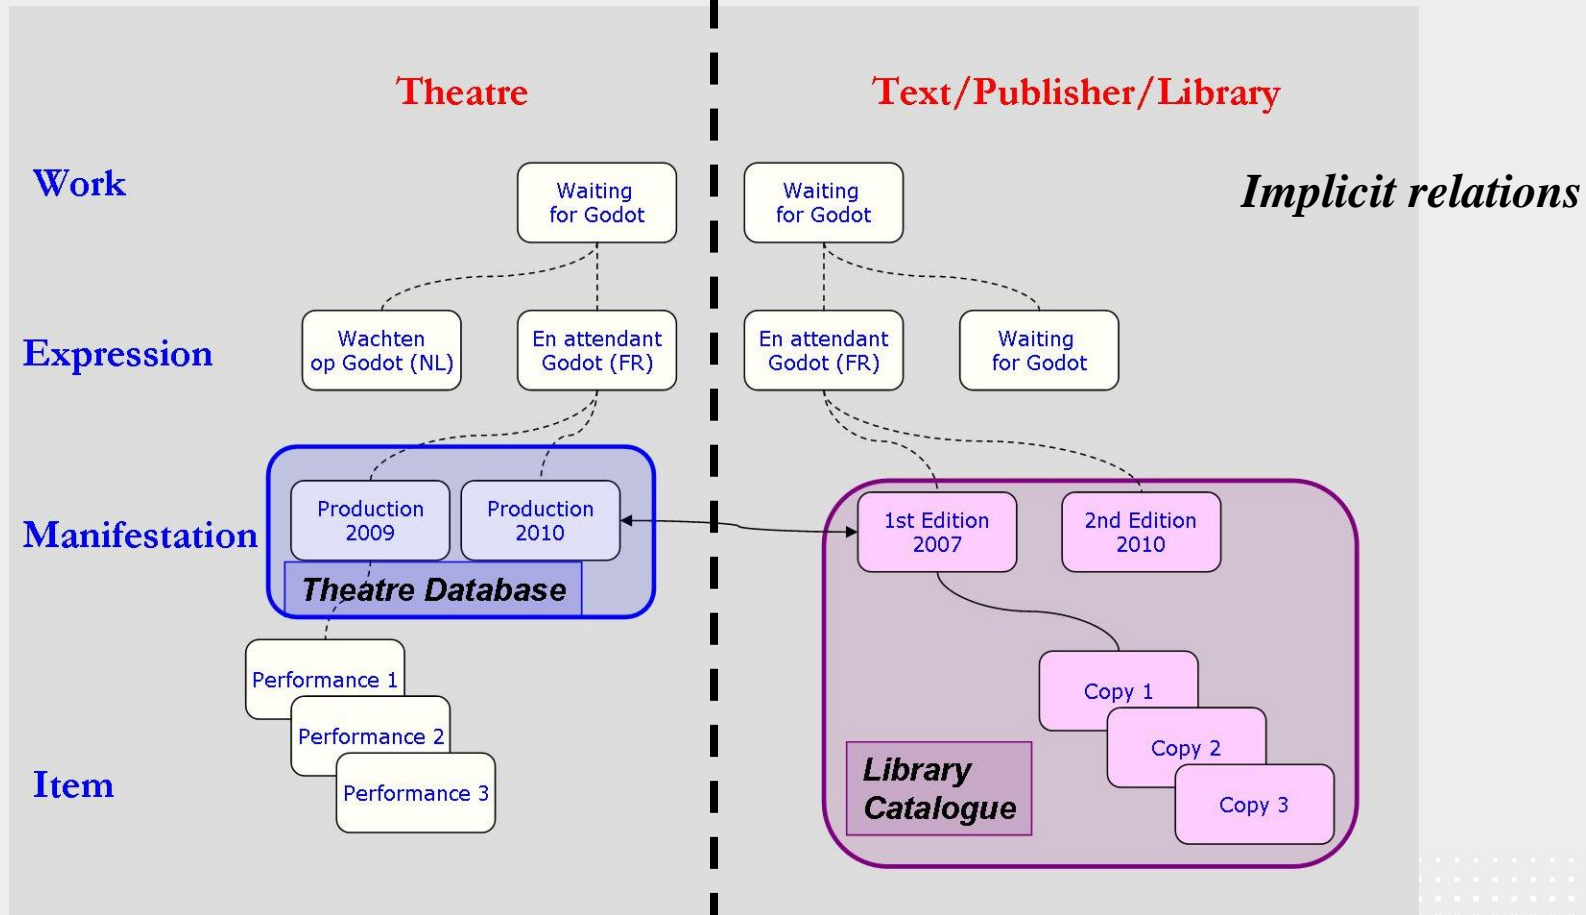 Theatre
Text/Publisher/Library
Work
Waiting
for Godot
Waiting
for Godot
Implicit relations
Expression
Wachten
op Godot (NL)
En attendant
Godot (FR)
En attendant
Godot (FR)
Waiting
for Godot
Manifestation
Production
2009
Production
2010
1st Edition
2007
2nd Edition
2010
Theatre Database
Performance 1
Performance 2
Performance 3
Item
Copy 1
Copy 2
Copy 3
Library
Catalogue